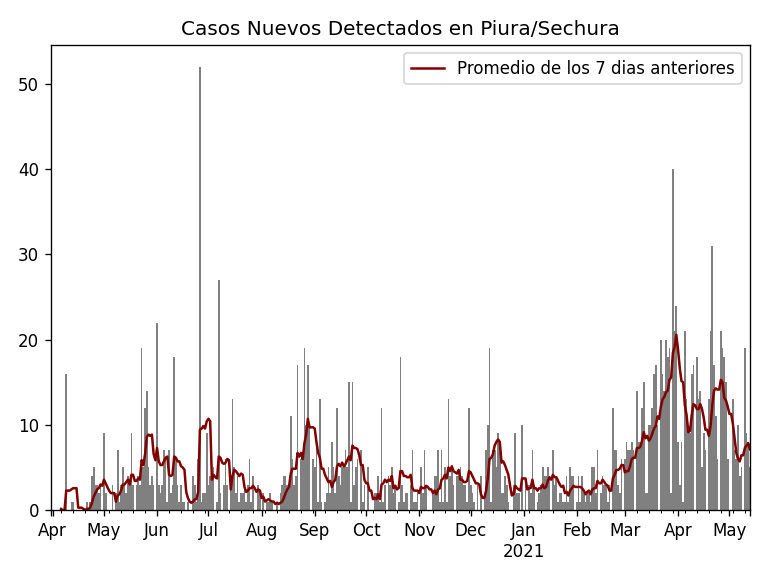 Casos Nuevos Detectados en Piura/Sechura
Promedio de los 7 dias anteriores
50
40
30
20
10
0
Apr May Jun Jul Aug Sep Oct Nov Dec Jan Feb Mar Apr May
2021